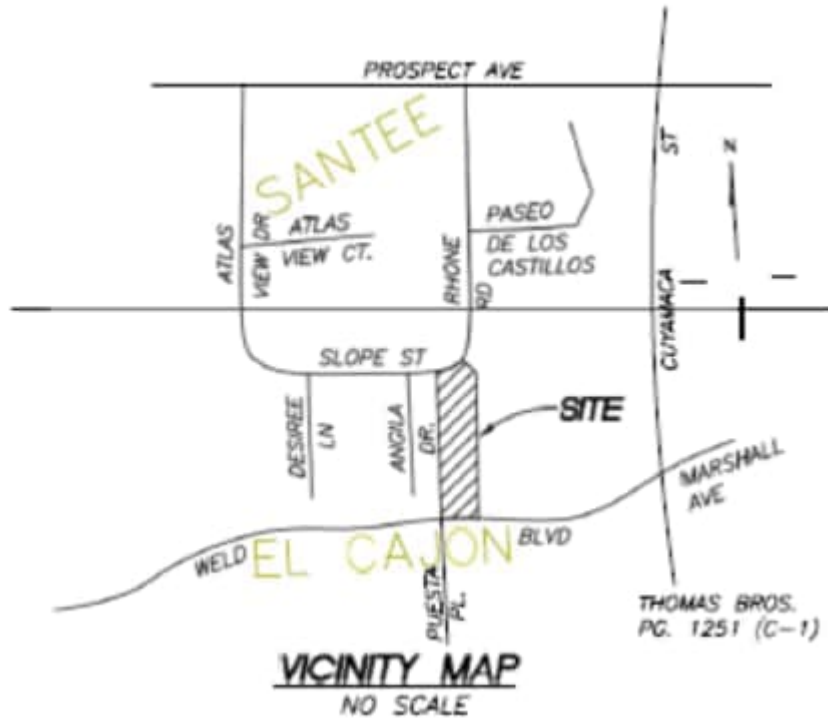 PROSPECT AVE
SANTEE
ST
N
ATLAS
VIEW DR
ATLAS
VIEW CT.
RHONE
RD
PASEO
DE LOS
CASTILLOS
CUYAMACA
SLOPE ST
DESIREE
LN
ANGILA
DR.
SITE
MARSHALL
AVE
WELD
EL CAJON
BLVD
PUESTA
PL.
THOMAS BROS.
PG. 1251 (C-1)
VICINITY MAP
NO SCALE